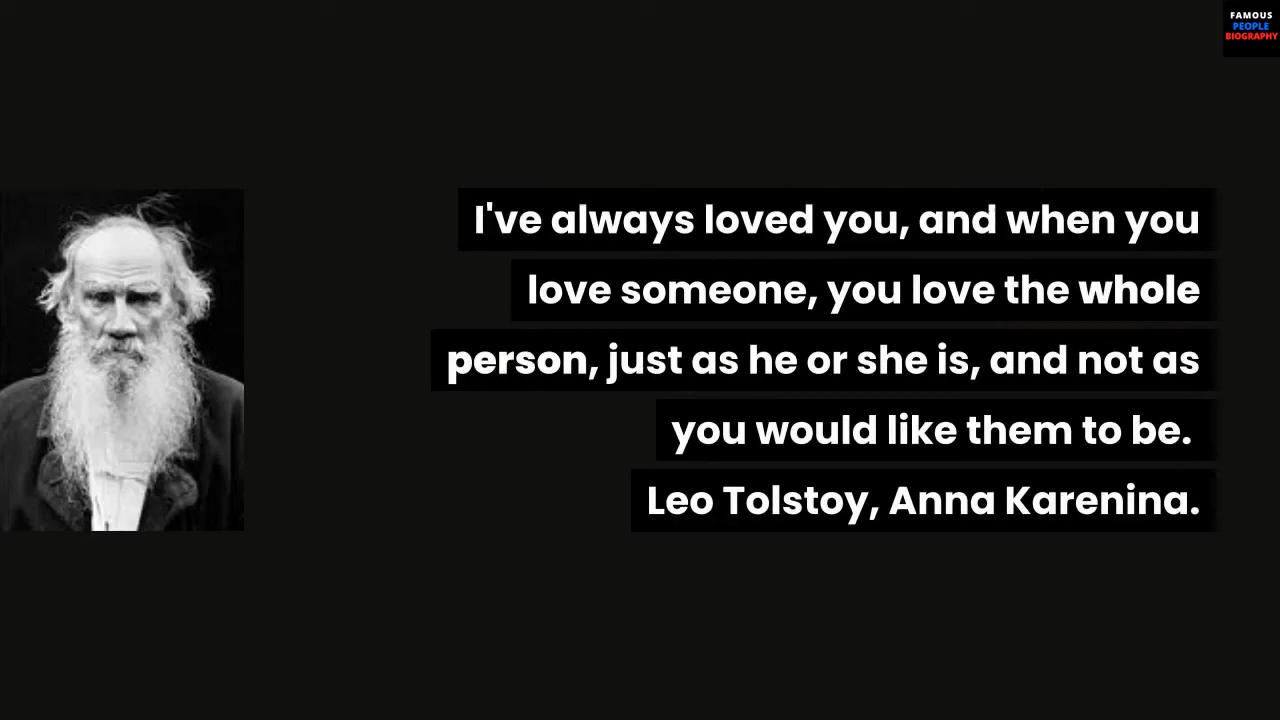 FAMOUS
PEOPLE
BIOGRAPHY
I've always loved you, and when you
love someone, you love the whole
person, just as he or she is, and not as
you would like them to be.
Leo Tolstoy, Anna Karenina.